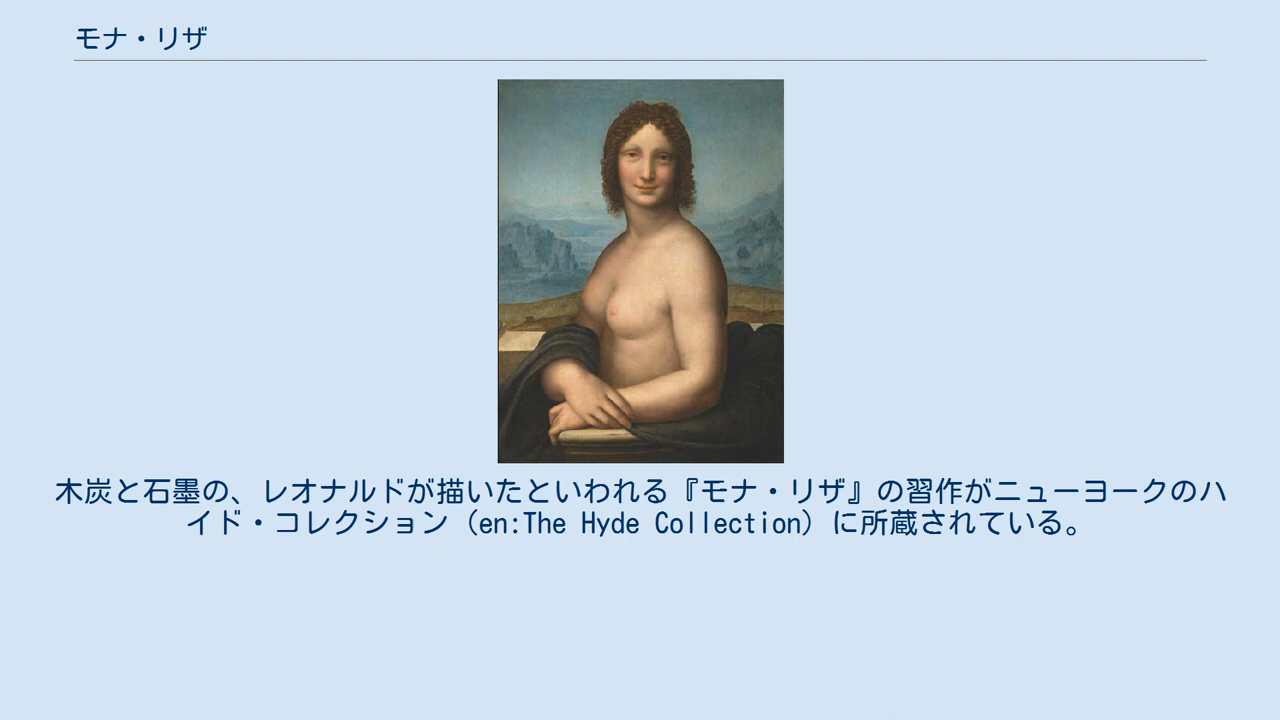 モナ・リザ
木炭と石墨の、レオナルドが描いたといわれる『モナ・リザ』の習作がニューヨークのハ
イド・コレクション（en:The Hyde Collection）に所蔵されている。